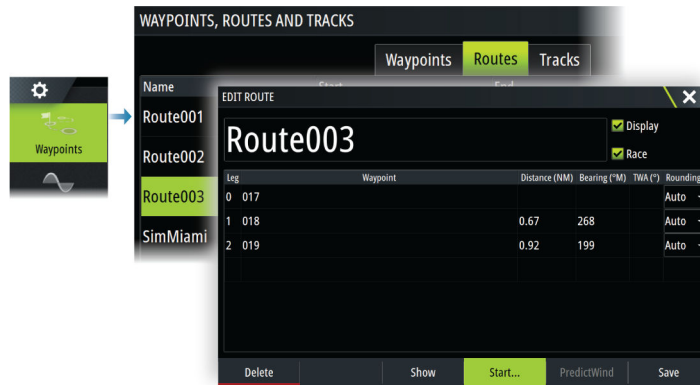 WAYPOINTS, ROUTES AND TRACKS
Waypoints Routes Tracks
Name Start End
Route001
Route002
Route003
SimMiami
Waypoints
EDIT ROUTE
Route003
Display
Race
Leg Waypoint Distance (NM) Bearing (°M) TWA (°) Rounding
0 017 Auto
1 018 0.67 268 Auto
2 019 0.92 199 Auto
Delete Show Start... PredictWind Save